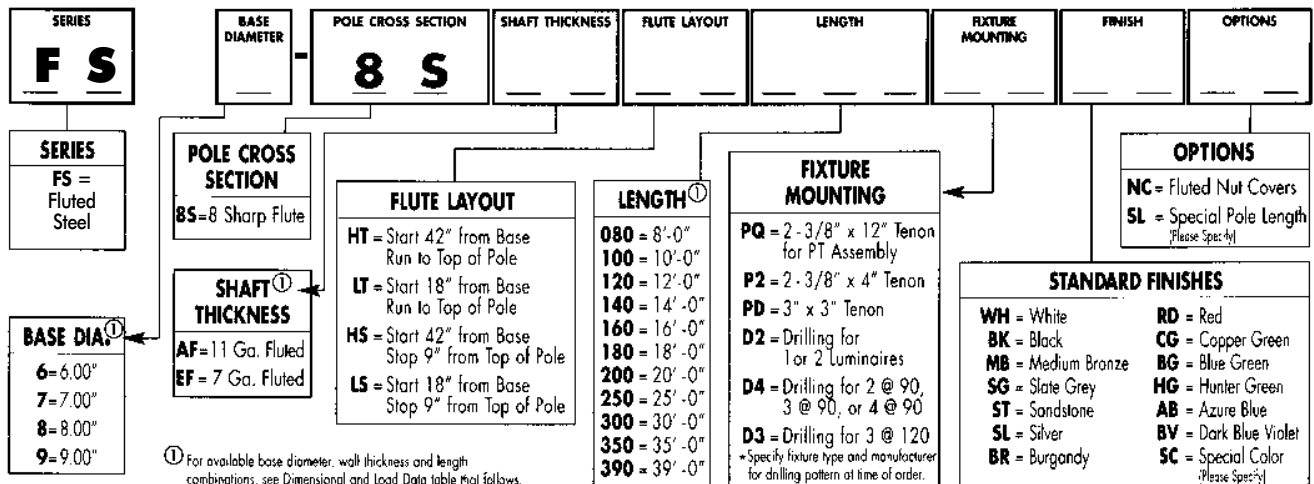 SERIES
F S
BASE DIAMETER
-
POLE CROSS SECTION
8 S
SHAFT THICKNESS
FLUTE LAYOUT
LENGTH
FIXTURE MOUNTING
FINISH
OPTIONS
SERIES
FS =
Fluted
Steel
BASE DIA. ①
6=6.00"
7=7.00"
8=8.00"
9=9.00"
POLE CROSS
SECTION
8S=8 Sharp Flute
SHAFT ①
THICKNESS
AF=11 Ga. Fluted
EF = 7 Ga. Fluted
FLUTE LAYOUT
HT = Start 42" from Base
Run to Top of Pole
LT = Start 18" from Base
Run to Top of Pole
HS = Start 42" from Base
Stop 9" from Top of Pole
LS = Start 18" from Base
Stop 9" from Top of Pole
① For available base diameter, wall thickness and length
combinations, see Dimensional and Load Data table that follows.
LENGTH ①
080 = 8'-0"
100 = 10'-0"
120 = 12'-0"
140 = 14'-0"
160 = 16'-0"
180 = 18'-0"
200 = 20'-0"
250 = 25'-0"
300 = 30'-0"
350 = 35'-0"
390 = 39'-0"
FIXTURE
MOUNTING
PQ = 2-3/8" x 12" Tenon
for PT Assembly
P2 = 2-3/8" x 4" Tenon
PD = 3" x 3" Tenon
D2 = Drilling for
1 or 2 Luminaires
D4 = Drilling for 2 @ 90,
3 @ 90, or 4 @ 90
D3 = Drilling for 3 @ 120
*Specify fixture type and manufacturer
for drilling pattern at time of order.
OPTIONS
NC = Fluted Nut Covers
SL = Special Pole Length
(Please Specify)
STANDARD FINISHES
WH = White
BK = Black
MB = Medium Bronze
SG = Slate Grey
ST = Sandstone
SL = Silver
BR = Burgandy
RD = Red
CG = Copper Green
BG = Blue Green
HG = Hunter Green
AB = Azure Blue
BV = Dark Blue Violet
SC = Special Color
(Please Specify)